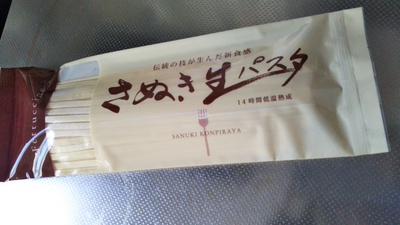 伝統の技が生んだ新食感
さぬき生パスタ
14時間低温熟成
SANUKI KONPIRAYA
Fettuccine